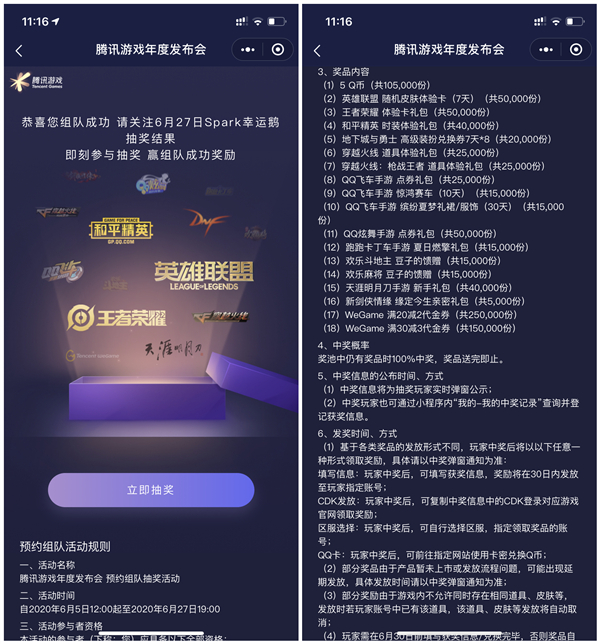 11:16
腾讯游戏年度发布会
腾讯游戏
Tencent Games
恭喜您组队成功 请关注6月27日Spark幸运鹅
抽奖结果
即刻参与抽奖 赢组队成功奖励
GAME FOR PEACE
和平精英
GP.QQ.COM
DNF
英雄联盟
LEAGUE OF LEGENDS
王者荣耀
穿越火线
天涯明月刀
立即抽奖
预约组队活动规则
一、活动名称
腾讯游戏年度发布会 预约组队抽奖活动
二、活动时间
自2020年6月5日12:00起至2020年6月27日19:00
三、活动参与者资格
11:16
腾讯游戏年度发布会
3、奖品内容
（1）5 Q币（共105,000份）
（2）英雄联盟 随机皮肤体验卡（7天）（共50,000份）
（3）王者荣耀 体验卡礼包（共50,000份）
（4）和平精英 时装体验礼包（共40,000份）
（5）地下城与勇士 高级装扮兑换券7天*8（共20,000份）
（6）穿越火线 道具体验礼包（共25,000份）
（7）穿越火线：枪战王者 道具体验礼包（共25,000份）
（8）QQ飞车手游 点券礼包（共25,000份）
（9）QQ飞车手游 惊鸿赛车（10天）（共15,000份）
（10）QQ飞车手游 缤纷夏梦礼裙/服饰（30天）（共15,000
份）
（11）QQ炫舞手游 点券礼包（共50,000份）
（12）跑跑卡丁车手游 夏日燃擎礼包（共15,000份）
（13）欢乐斗地主 豆子的馈赠（共15,000份）
（14）欢乐麻将 豆子的馈赠（共15,000份）
（15）天涯明月刀手游 新手礼包（共40,000份）
（16）新剑侠情缘 缘定今生亲密礼包（共5,000份）
（17）WeGame 满20减2代金券（共250,000份）
（18）WeGame 满30减3代金券（共150,000份）
4、中奖概率
奖池中仍有奖品时100%中奖，奖品送完即止。
5、中奖信息的公布时间、方式
（1）中奖信息将为抽奖玩家实时弹窗公示；
（2）中奖玩家也可通过小程序内“我的-我的中奖记录”查询并登
记获奖信息。
6、发奖时间、方式
（1）基于各类奖品的发放形式不同，玩家中奖后将以以下任意一
种形式领取奖励，具体请以中奖弹窗通知为准：
填写信息：玩家中奖后，可填写获奖信息，奖励将在30日内发放
至玩家指定账号；
CDK发放：玩家中奖后，可复制中奖信息中的CDK登录对应游戏
官网领取奖励；
区服选择：玩家中奖后，可自行选择区服，指定领取奖品的账
号；
QQ卡：玩家中奖后，可前往指定网站使用卡密兑换Q币；
（2）部分奖品由于产品暂未上市或发放流程问题，可能出现延
期发放，具体发放时间请以中奖弹窗通知为准；
（3）部分奖励由于游戏内不允许同时存在相同道具、皮肤等，
发放时若玩家账号中已有该道具，该道具、皮肤等发放将自动取
消；
（4）玩家需在6月30日前填写获奖信息/兑换完毕，否则奖品自